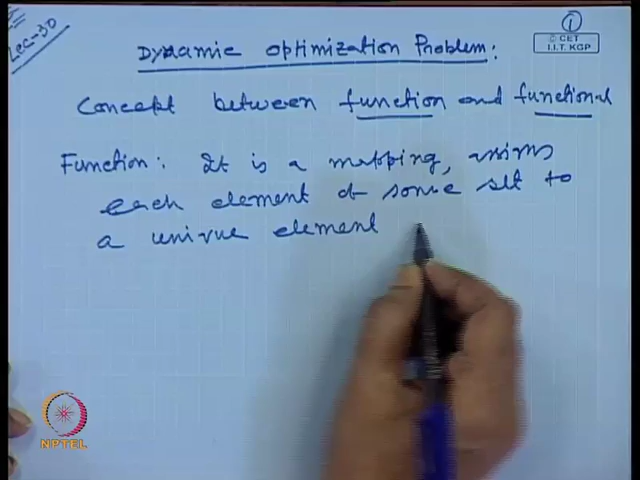 Lec-30
1
© CET
I.I.T. KGP
Dynamic optimization Problem:
Concept between function and functional
Function: It is a mapping, assigns
each element of some set to
a unique element
NPTEL